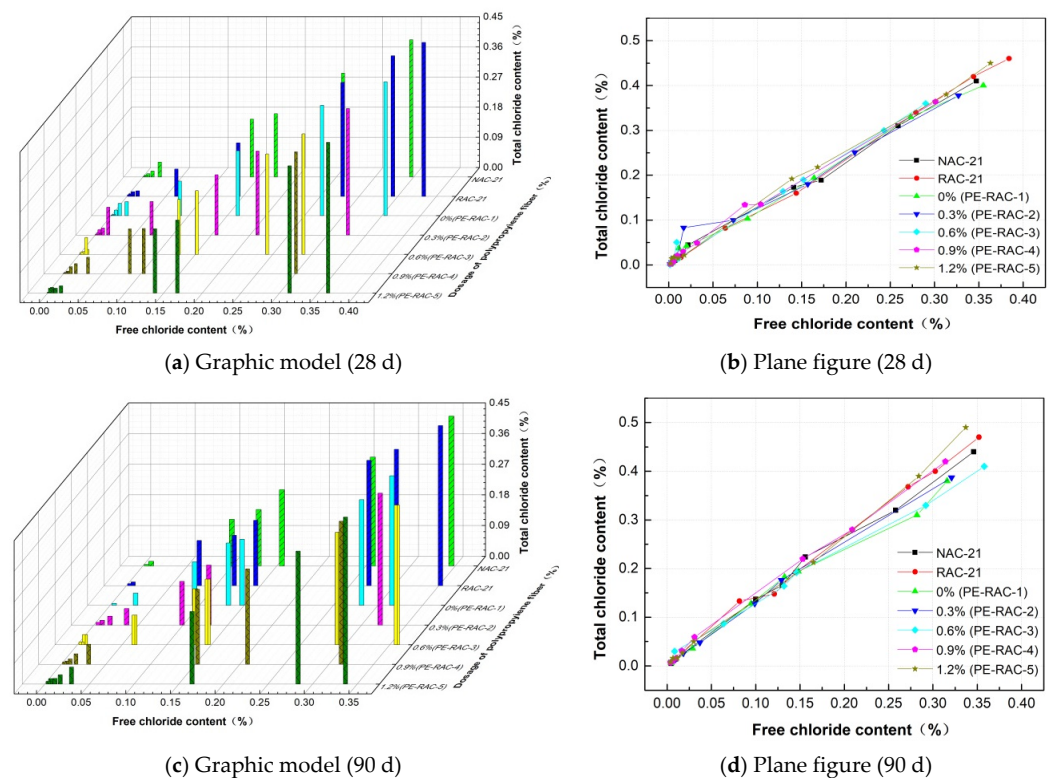 0.45
0.36
0.27
0.18
0.09
0.00
Total chloride content（%）
NAC-21
RAC-21
0%(PE-RAC-1)
0.3%(PE-RAC-2)
0.6%(PE-RAC-3)
0.9%(PE-RAC-4)
1.2%(PE-RAC-5)
Dosage of polypropylene fiber（%）
0.00 0.05 0.10 0.15 0.20 0.25 0.30 0.35 0.40
Free chloride content（%）
(a) Graphic model (28 d)
0.5
0.4
0.3
0.2
0.1
0.0
Total chloride content (%)
NAC-21
RAC-21
0% (PE-RAC-1)
0.3% (PE-RAC-2)
0.6% (PE-RAC-3)
0.9% (PE-RAC-4)
1.2% (PE-RAC-5)
0.00 0.05 0.10 0.15 0.20 0.25 0.30 0.35 0.40
Free chloride content（%）
(b) Plane figure (28 d)
0.45
0.36
0.27
0.18
0.09
0.00
Total chloride content（%）
NAC-21
RAC-21
0%(PE-RAC-1)
0.3%(PE-RAC-2)
0.6%(PE-RAC-3)
0.9%(PE-RAC-4)
1.2%(PE-RAC-5)
Dosage of polypropylene fiber（%）
0.00 0.05 0.10 0.15 0.20 0.25 0.30 0.35
Free chloride content（%）
(c) Graphic model (90 d)
0.5
0.4
0.3
0.2
0.1
0.0
Total chloride content (%)
NAC-21
RAC-21
0% (PE-RAC-1)
0.3% (PE-RAC-2)
0.6% (PE-RAC-3)
0.9% (PE-RAC-4)
1.2% (PE-RAC-5)
0.00 0.05 0.10 0.15 0.20 0.25 0.30 0.35 0.40
Free chloride content（%）
(d) Plane figure (90 d)